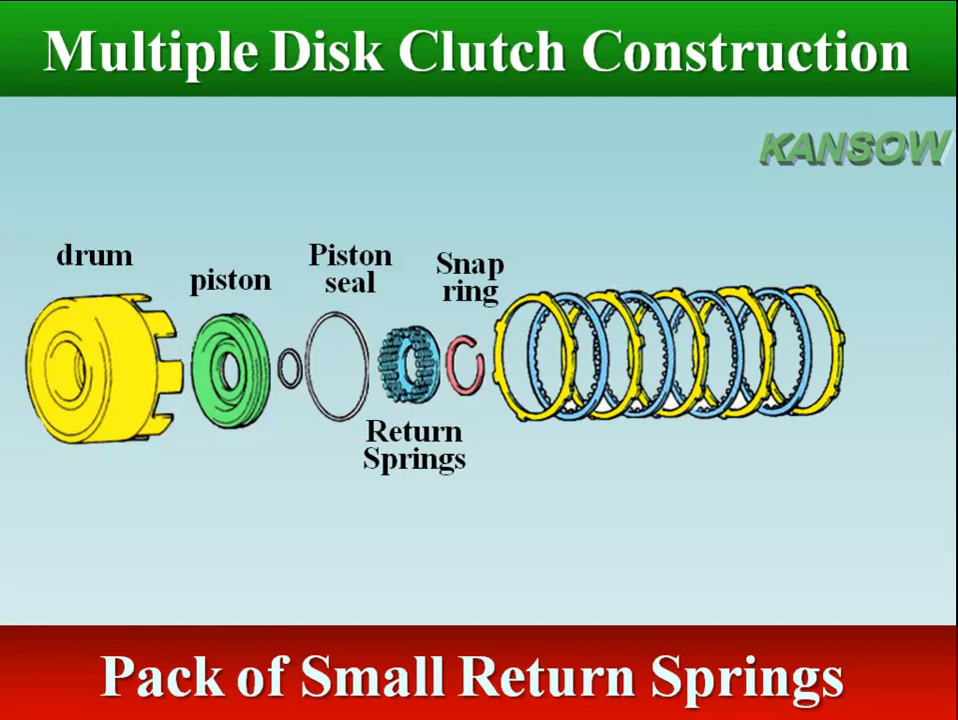 Multiple Disk Clutch Construction
KANSOW
drum
piston
Piston
seal
Snap
ring
Return
Springs
Pack of Small Return Springs